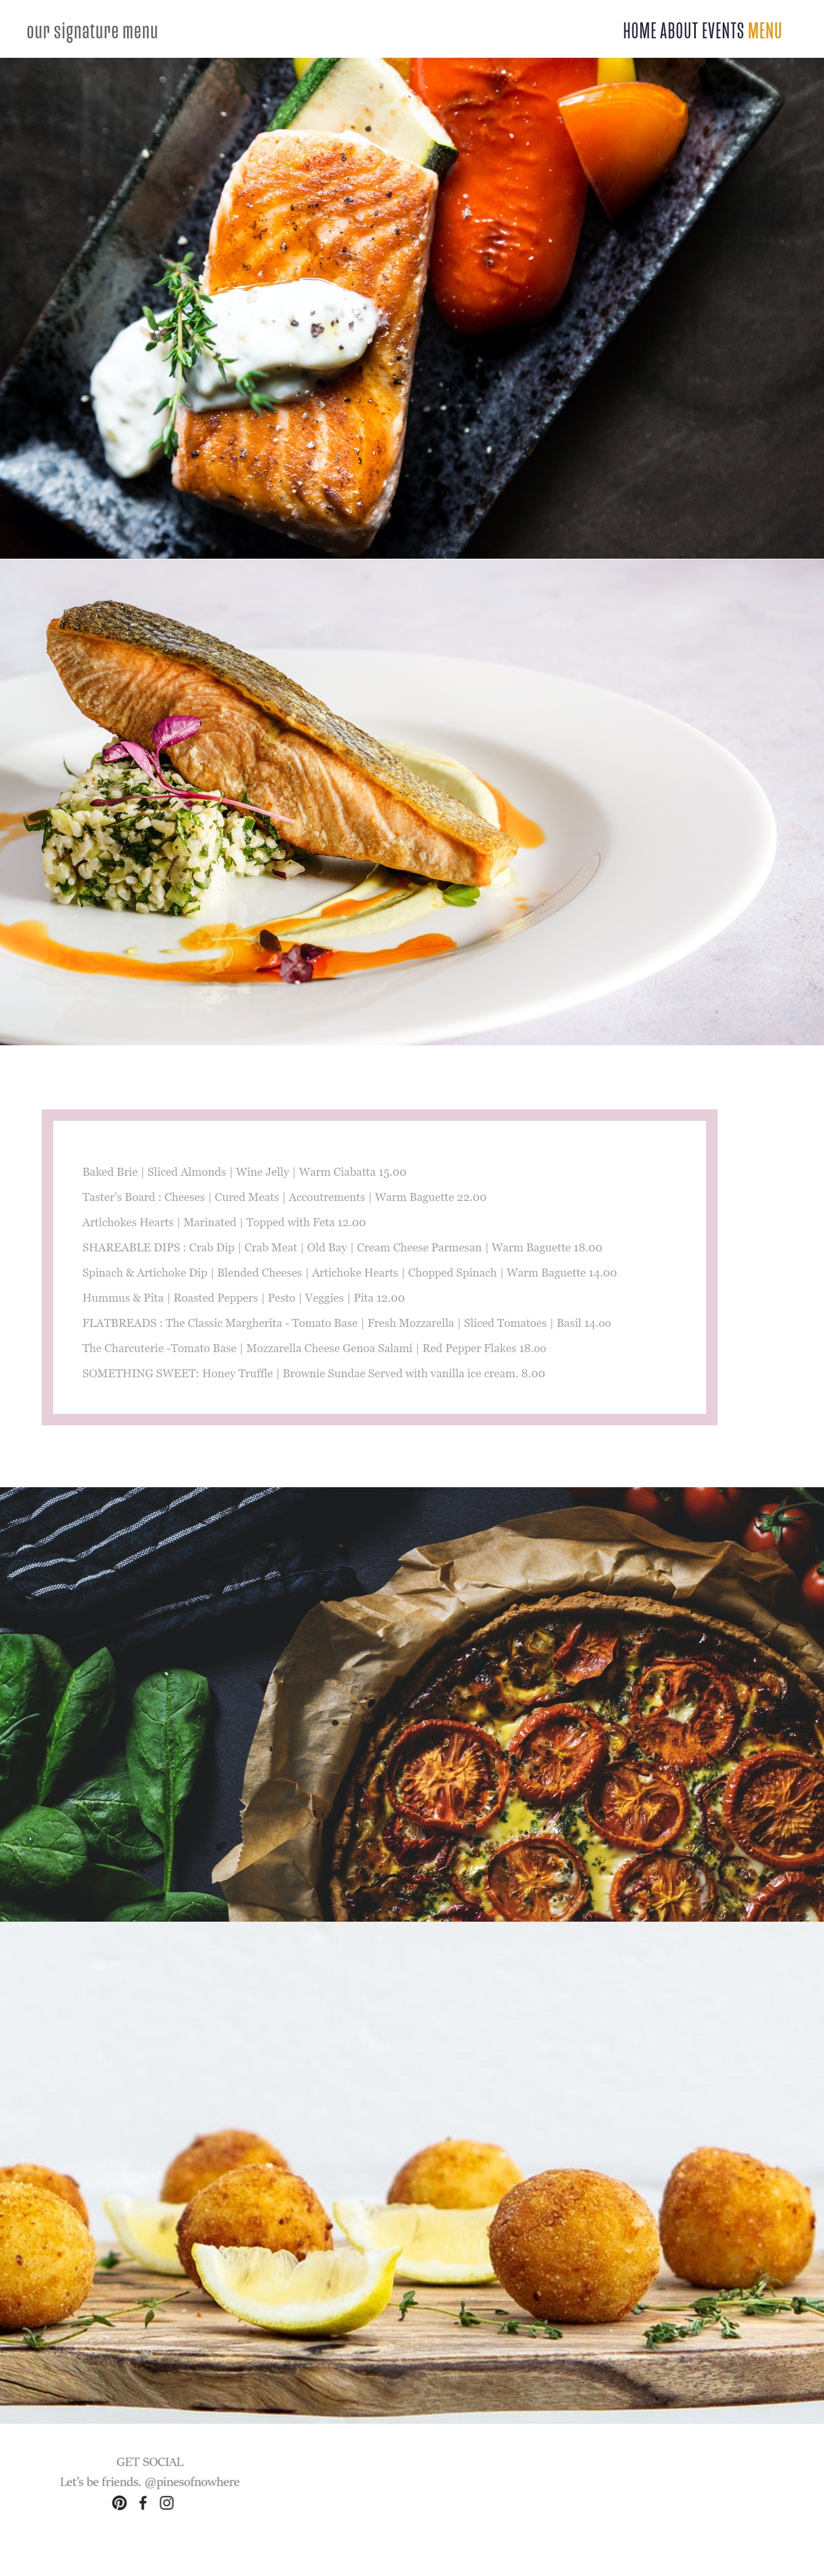 our signature menu
HOME ABOUT EVENTS MENU
Baked Brie | Sliced Almonds | Wine Jelly | Warm Ciabatta 15.00
Taster's Board : Cheeses | Cured Meats | Accoutrements | Warm Baguette 22.00
Artichokes Hearts | Marinated | Topped with Feta 12.00
SHAREABLE DIPS : Crab Dip | Crab Meat | Old Bay | Cream Cheese Parmesan | Warm Baguette 18.00
Spinach & Artichoke Dip | Blended Cheeses | Artichoke Hearts | Chopped Spinach | Warm Baguette 14.00
Hummus & Pita | Roasted Peppers | Pesto | Veggies | Pita 12.00
FLATBREADS : The Classic Margherita - Tomato Base | Fresh Mozzarella | Sliced Tomatoes | Basil 14.00
The Charcuterie -Tomato Base | Mozzarella Cheese Genoa Salami | Red Pepper Flakes 18.00
SOMETHING SWEET: Honey Truffle | Brownie Sundae Served with vanilla ice cream. 8.00
GET SOCIAL
Let's be friends. @pinesofnowhere